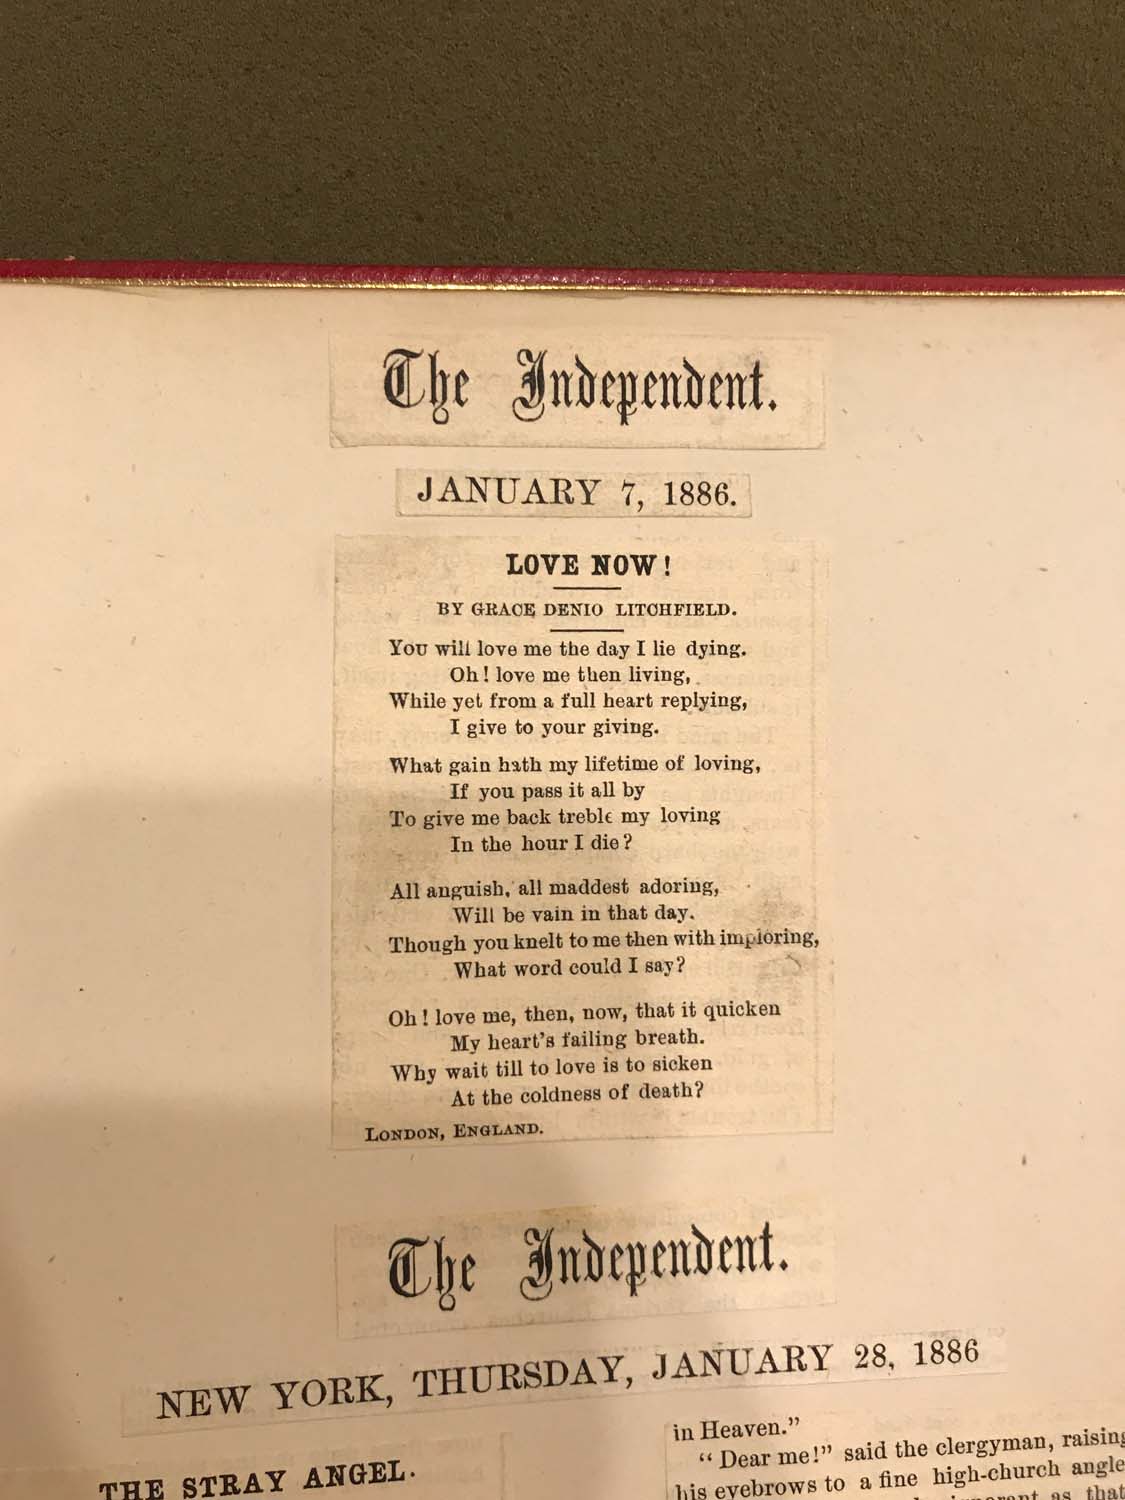 The Independent.
JANUARY 7, 1886.
LOVE NOW!
BY GRACE DENIO LITCHFIELD.
YOU will love me the day I lie dying.
Oh! love me then living,
While yet from a full heart replying,
I give to your giving.
What gain hath my lifetime of loving,
If you pass it all by
To give me back treble my loving
In the hour I die?
All anguish, all maddest adoring,
Will be vain in that day.
Though you knelt to me then with imploring,
What word could I say?
Oh! love me, then, now, that it quicken
My heart's failing breath.
Why wait till to love is to sicken
At the coldness of death?
LONDON, ENGLAND.
The Independent.
NEW YORK, THURSDAY, JANUARY 28, 1886
THE STRAY ANGEL.
in Heaven."
"Dear me!" said the clergyman, raising
his eyebrows to a fine high-church angle
as that